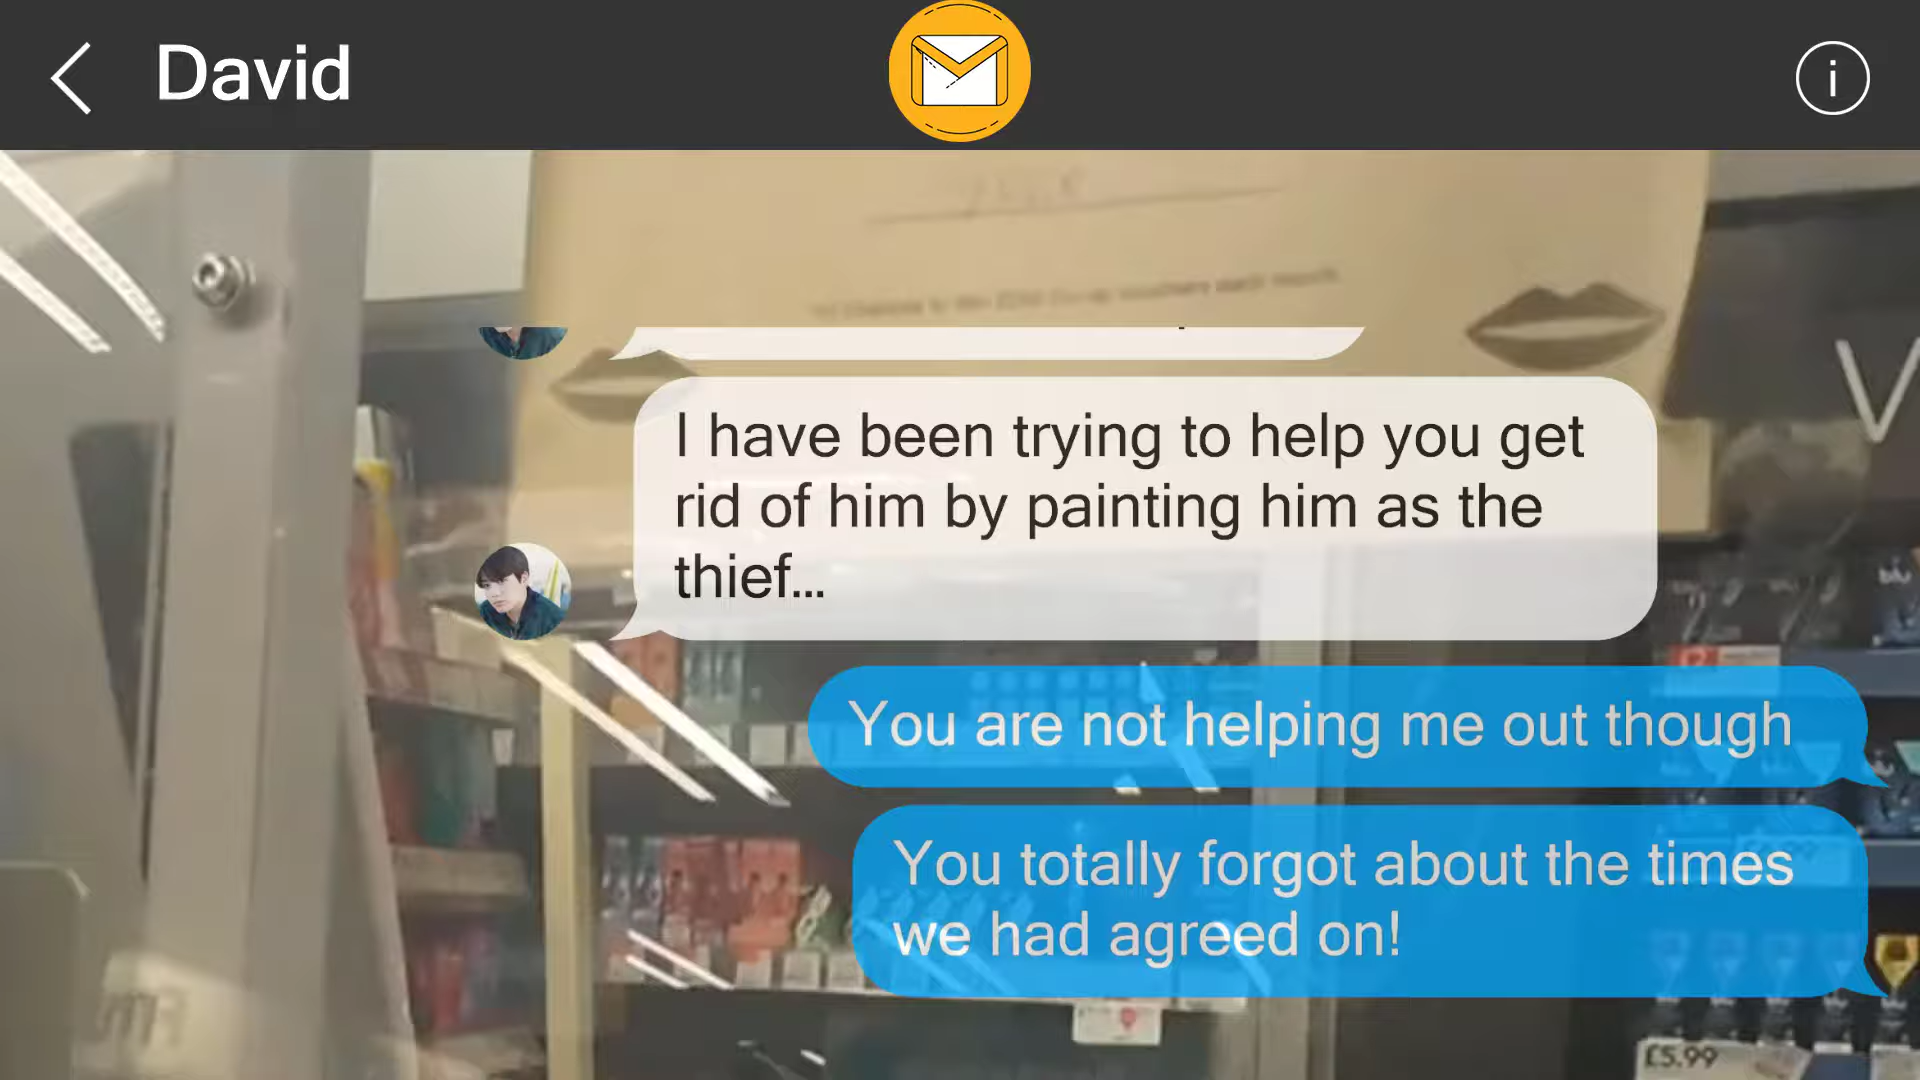 David
I have been trying to help you get
rid of him by painting him as the
thief...
You are not helping me out though
You totally forgot about the times
we had agreed on!
V
blu
£5.99